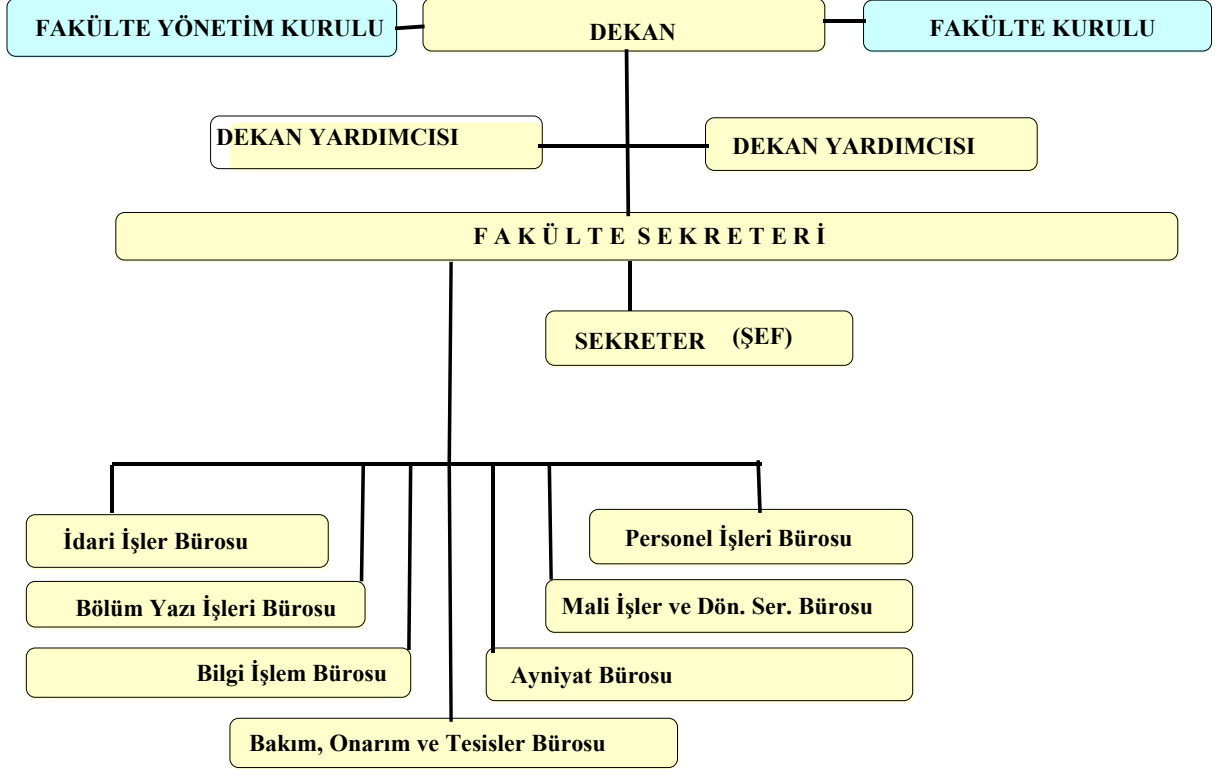 FAKÜLTE YÖNETİM KURULU
DEKAN
FAKÜLTE KURULU
DEKAN YARDIMCISI
DEKAN YARDIMCISI
F A K Ü L T E S E K R E T E R İ
SEKRETER (ŞEF)
İdari İşler Bürosu
Personel İşleri Bürosu
Bölüm Yazı İşleri Bürosu
Mali İşler ve Dön. Ser. Bürosu
Bilgi İşlem Bürosu
Ayniyat Bürosu
Bakım, Onarım ve Tesisler Bürosu